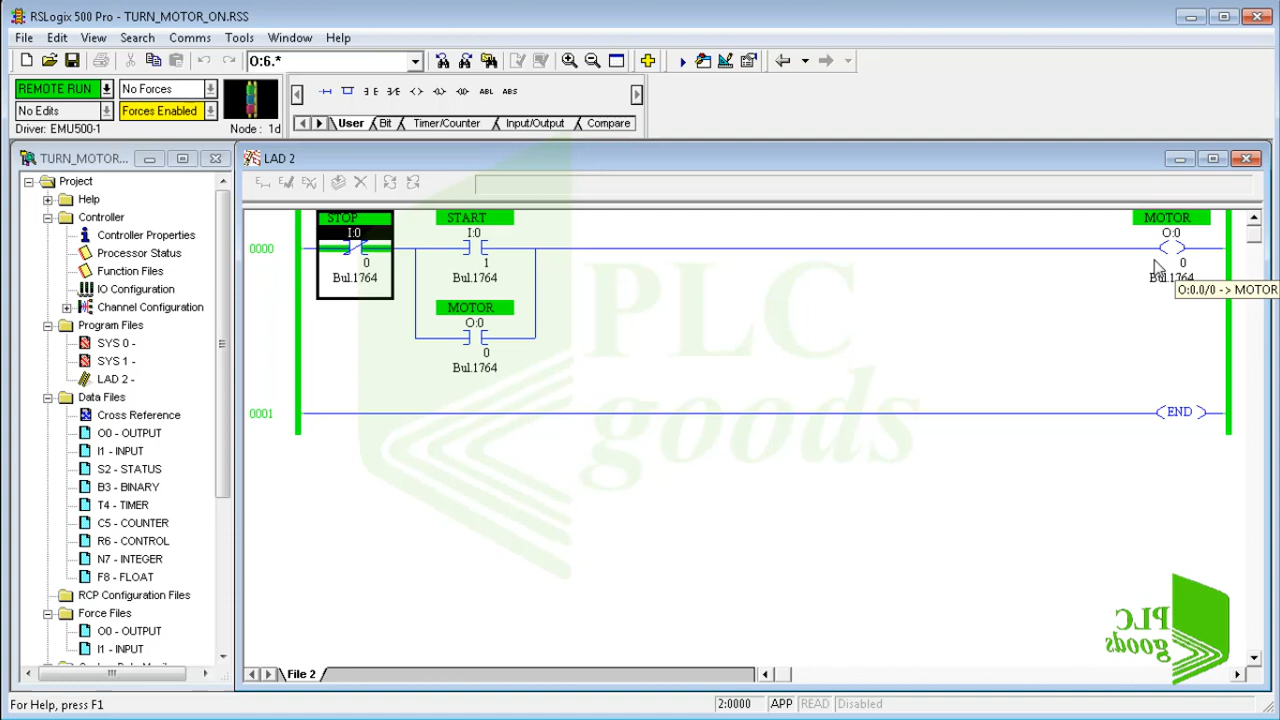 RSLogix 500 Pro - TURN_MOTOR_ON.RSS
File Edit View Search Comms Tools Window Help
O:6.*
REMOTE RUN No Forces
No Edits Forces Enabled
Driver: EMU500-1 Node : 1d
ABL ABS
User Bit Timer/Counter Input/Output Compare
TURN_MOTOR...
Project
Help
Controller
Controller Properties
Processor Status
Function Files
IO Configuration
Channel Configuration
Program Files
SYS 0 -
SYS 1 -
LAD 2 -
Data Files
Cross Reference
O0 - OUTPUT
I1 - INPUT
S2 - STATUS
B3 - BINARY
T4 - TIMER
C5 - COUNTER
R6 - CONTROL
N7 - INTEGER
F8 - FLOAT
RCP Configuration Files
Force Files
O0 - OUTPUT
I1 - INPUT
LAD 2
STOP START MOTOR
I:0 I:0 O:0
0000
0 1 0
Bul.1764 Bul.1764 Bul.1764
O:0.0/0 -> MOTOR
MOTOR
O:0
0
Bul.1764
0001 END
PLC
goods
PLC
goods
File 2
For Help, press F1 2:0000 APP READ Disabled